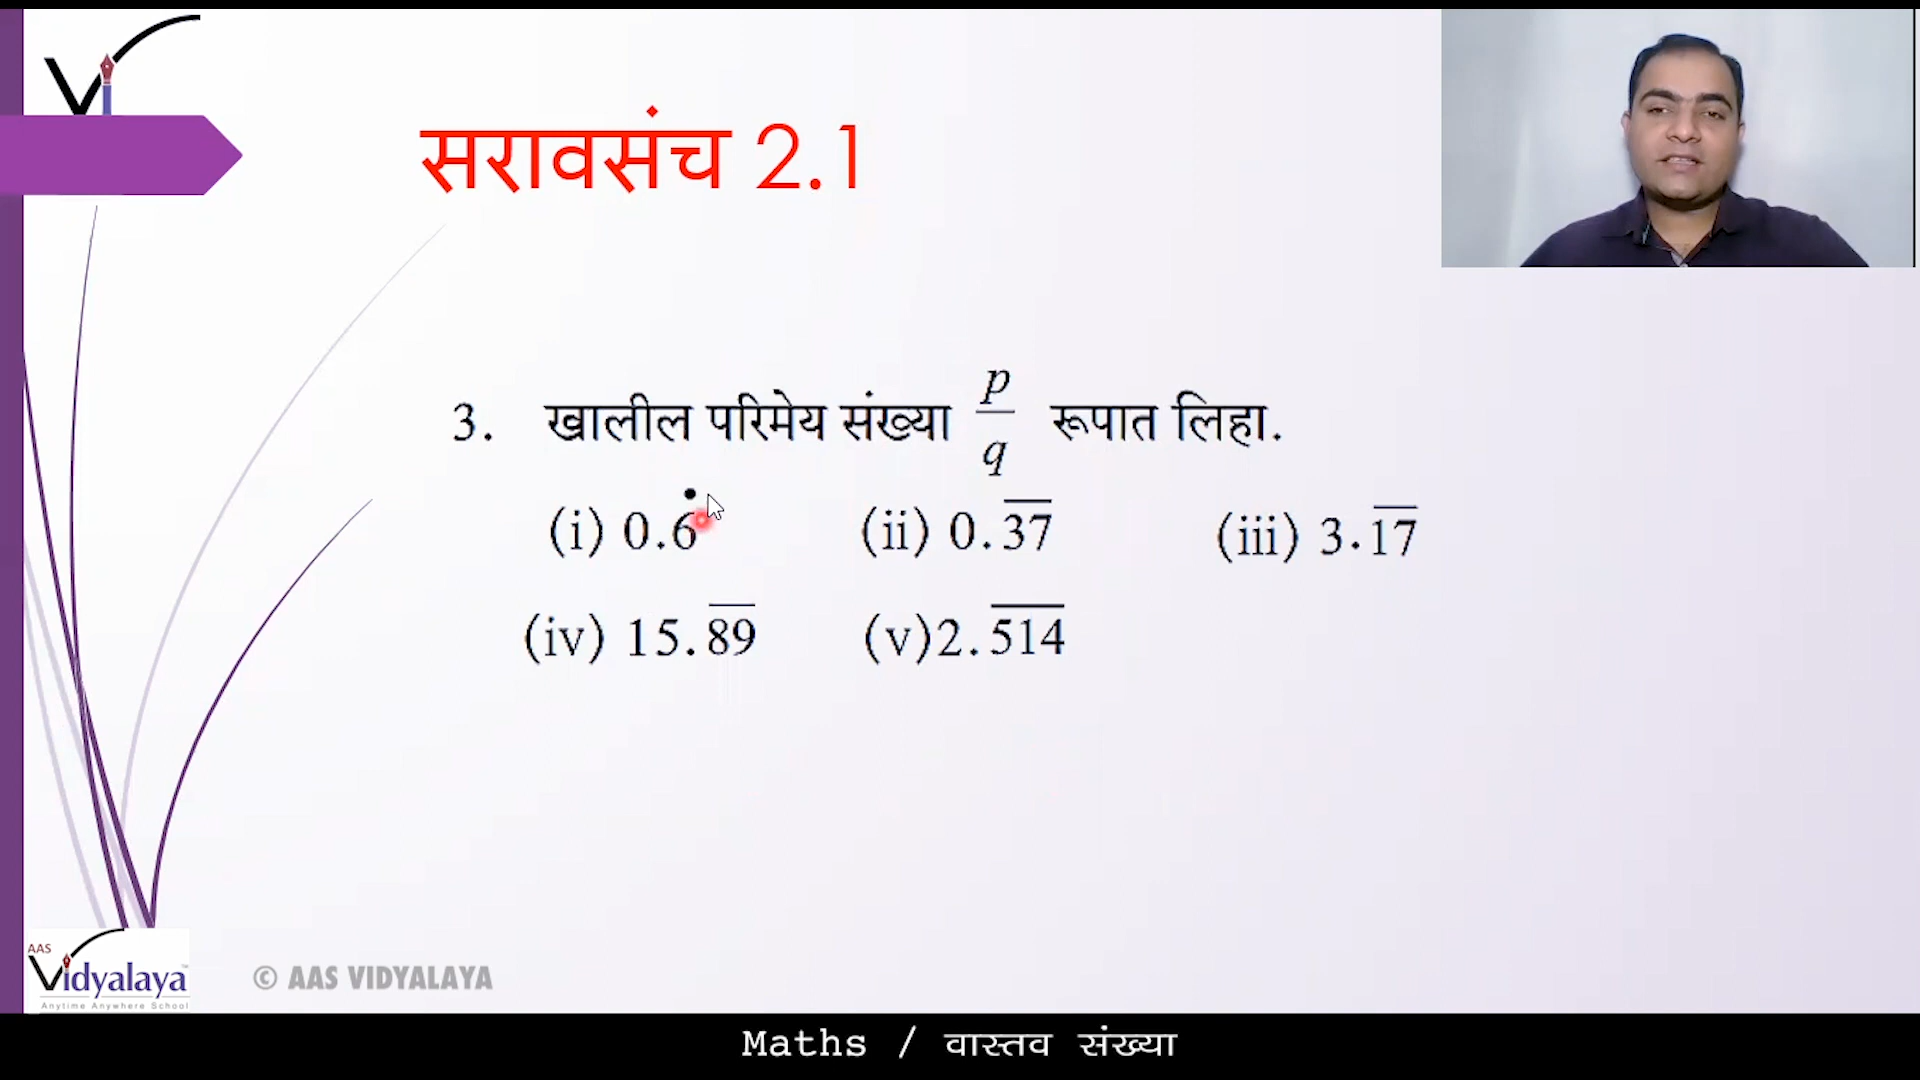 सरावसंच 2.1
3. खालील परिमेय संख्या p/q रूपात लिहा.
(i) 0.6̇ (ii) 0.3̅7̅ (iii) 3.1̅7̅
(iv) 15.8̅9̅ (v) 2.5̅1̅4̅
AAS
Vidyalaya
Anytime Anywhere School
© AAS VIDYALAYA
Maths / वास्तव संख्या